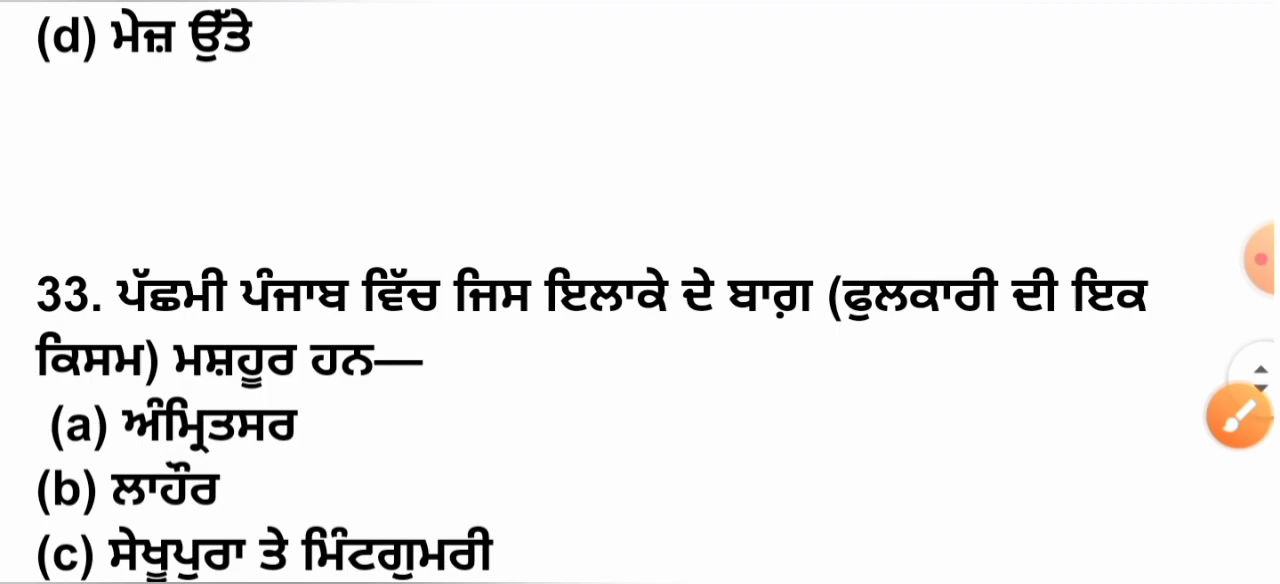 (d) ਮੇਜ਼ ਉੱਤੇ
33. ਪੱਛਮੀ ਪੰਜਾਬ ਵਿੱਚ ਜਿਸ ਇਲਾਕੇ ਦੇ ਬਾਗ਼ (ਫੁਲਕਾਰੀ ਦੀ ਇਕ
ਕਿਸਮ) ਮਸ਼ਹੂਰ ਹਨ—
(a) ਅੰਮ੍ਰਿਤਸਰ
(b) ਲਾਹੌਰ
(c) ਸੇਖੂਪੁਰਾ ਤੇ ਮਿੰਟਗੁਮਰੀ